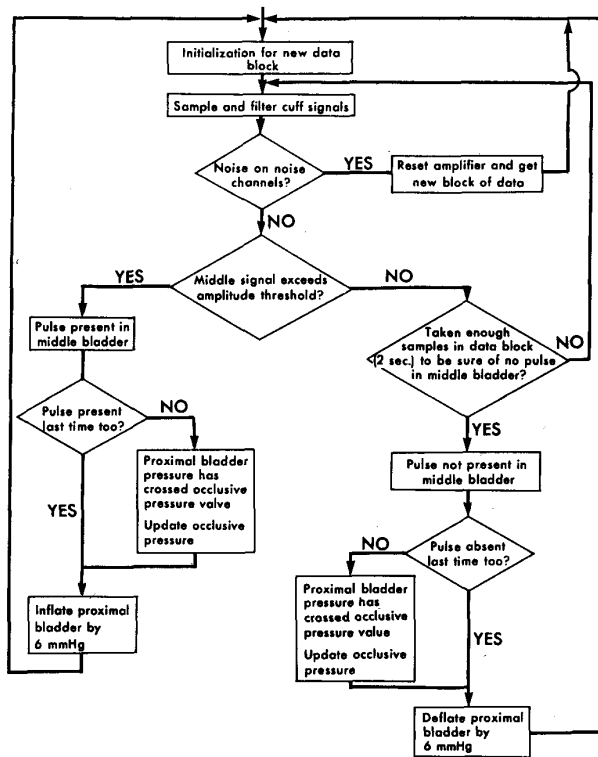 Initialization for new data
block
Sample and filter cuff signals
Noise on noise
channels?
YES
Reset amplifier and get
new block of data
NO
Middle signal exceeds
amplitude threshold?
YES
NO
Pulse present in
middle bladder
Taken enough
samples in data block
(2 sec.) to be sure of no pulse
in middle bladder?
NO
Pulse present
last time too?
NO
YES
Proximal bladder
pressure has
crossed occlusive
pressure valve
Update occlusive
pressure
YES
Pulse not present in
middle bladder
Pulse absent
last time too?
NO
Proximal bladder
pressure has
crossed occlusive
pressure value
Update occlusive
pressure
YES
Inflate proximal
bladder by
6 mmHg
Deflate proximal
bladder by
6 mmHg